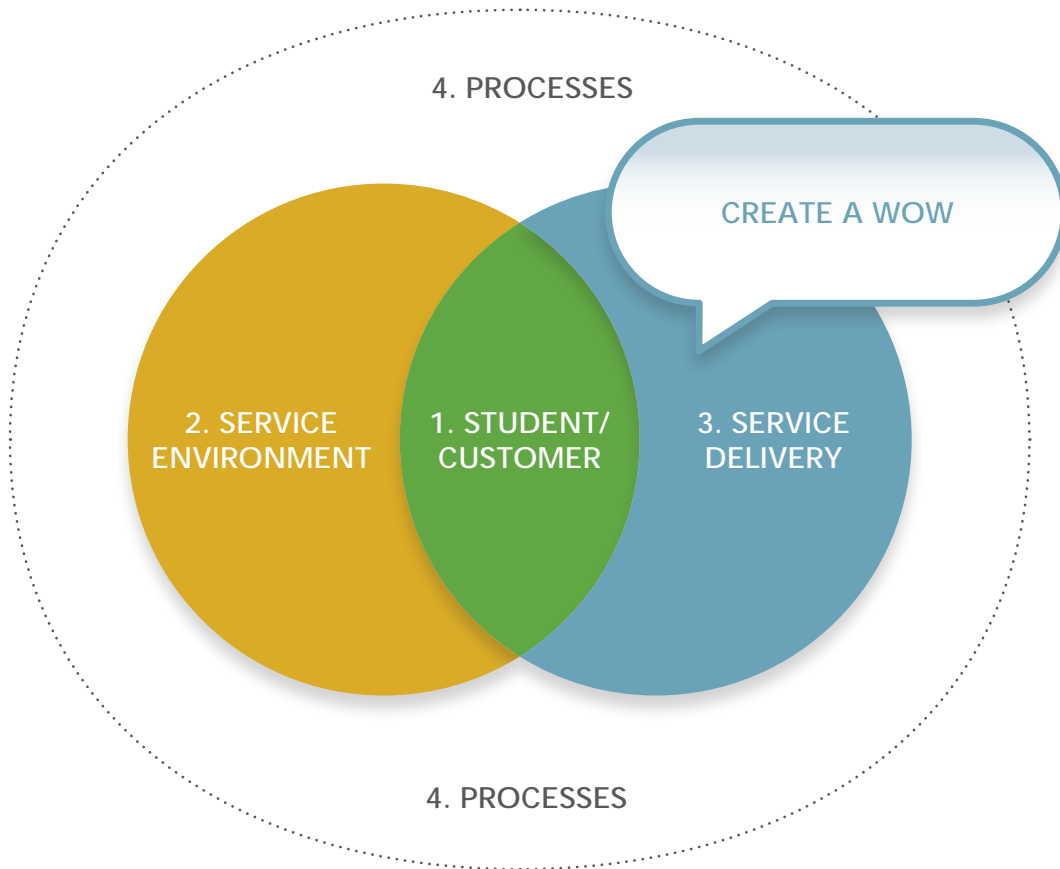 4. PROCESSES
CREATE A WOW
2. SERVICE
ENVIRONMENT
1. STUDENT/
CUSTOMER
3. SERVICE
DELIVERY
4. PROCESSES